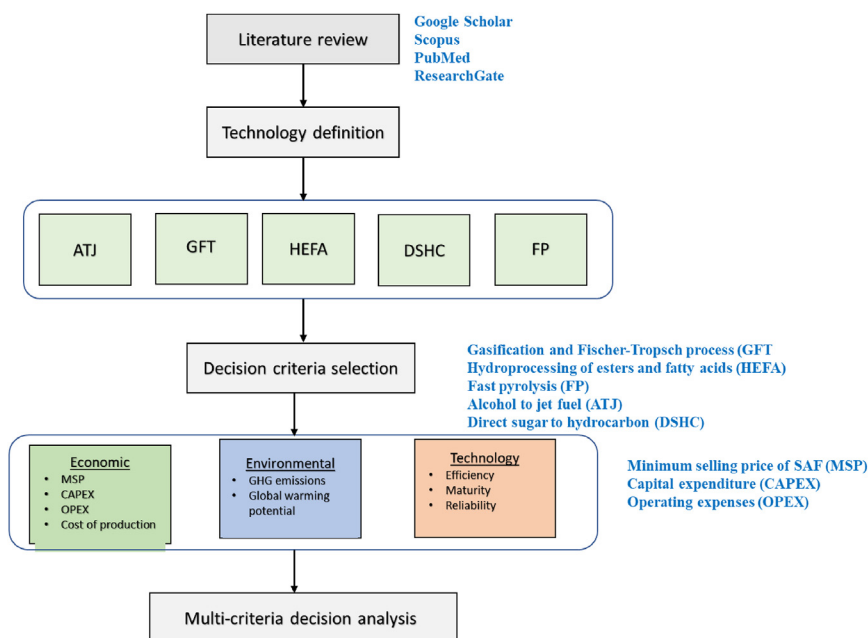 Literature review
Google Scholar
Scopus
PubMed
ResearchGate
Technology definition
ATJ
GFT
HEFA
DSHC
FP
Decision criteria selection
Gasification and Fischer-Tropsch process (GFT
Hydroprocessing of esters and fatty acids (HEFA)
Fast pyrolysis (FP)
Alcohol to jet fuel (ATJ)
Direct sugar to hydrocarbon (DSHC)
Economic
• MSP
• CAPEX
• OPEX
• Cost of production
Environmental
• GHG emissions
• Global warming
potential
Technology
• Efficiency
• Maturity
• Reliability
Minimum selling price of SAF (MSP)
Capital expenditure (CAPEX)
Operating expenses (OPEX)
Multi-criteria decision analysis